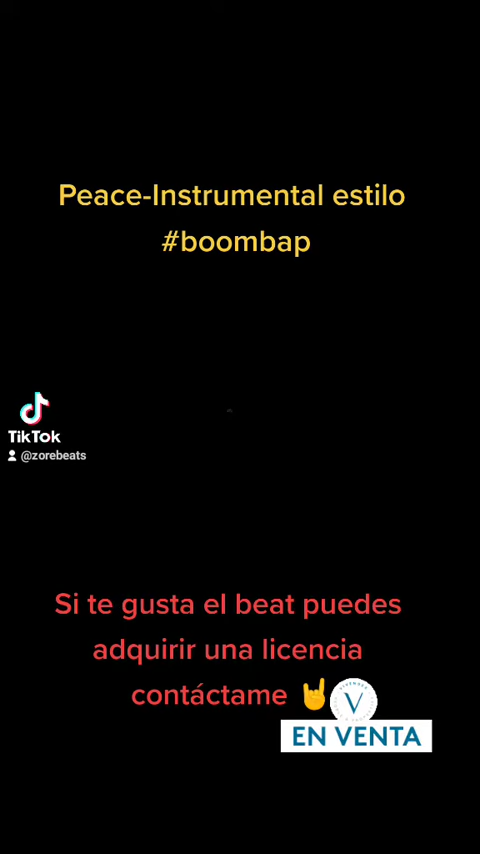 Peace-Instrumental estilo
#boombap
TikTok
@zorebeats
Si te gusta el beat puedes
adquirir una licencia
contáctame 🤘
V
EN VENTA